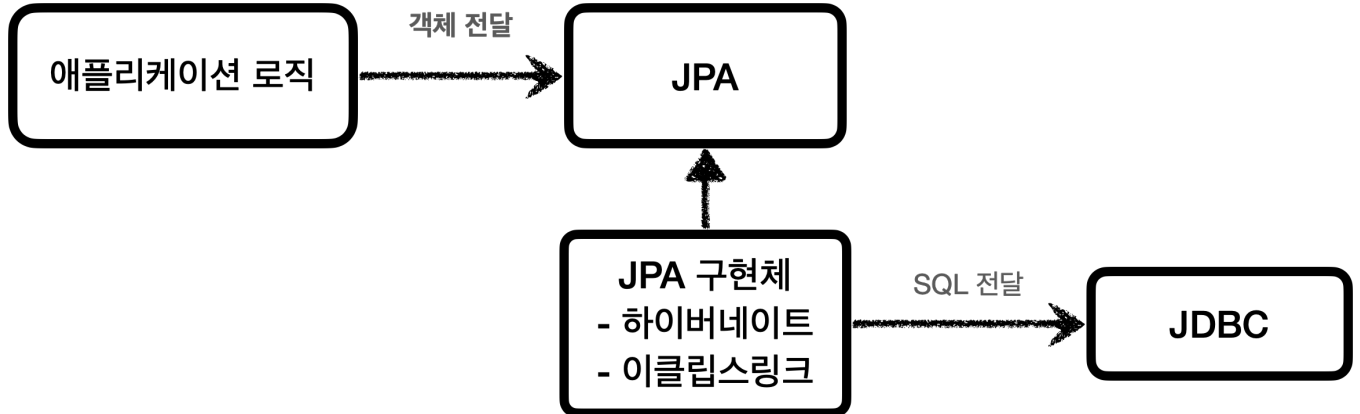 객체 전달
애플리케이션 로직
JPA
JPA 구현체
- 하이버네이트
- 이클립스링크
SQL 전달
JDBC